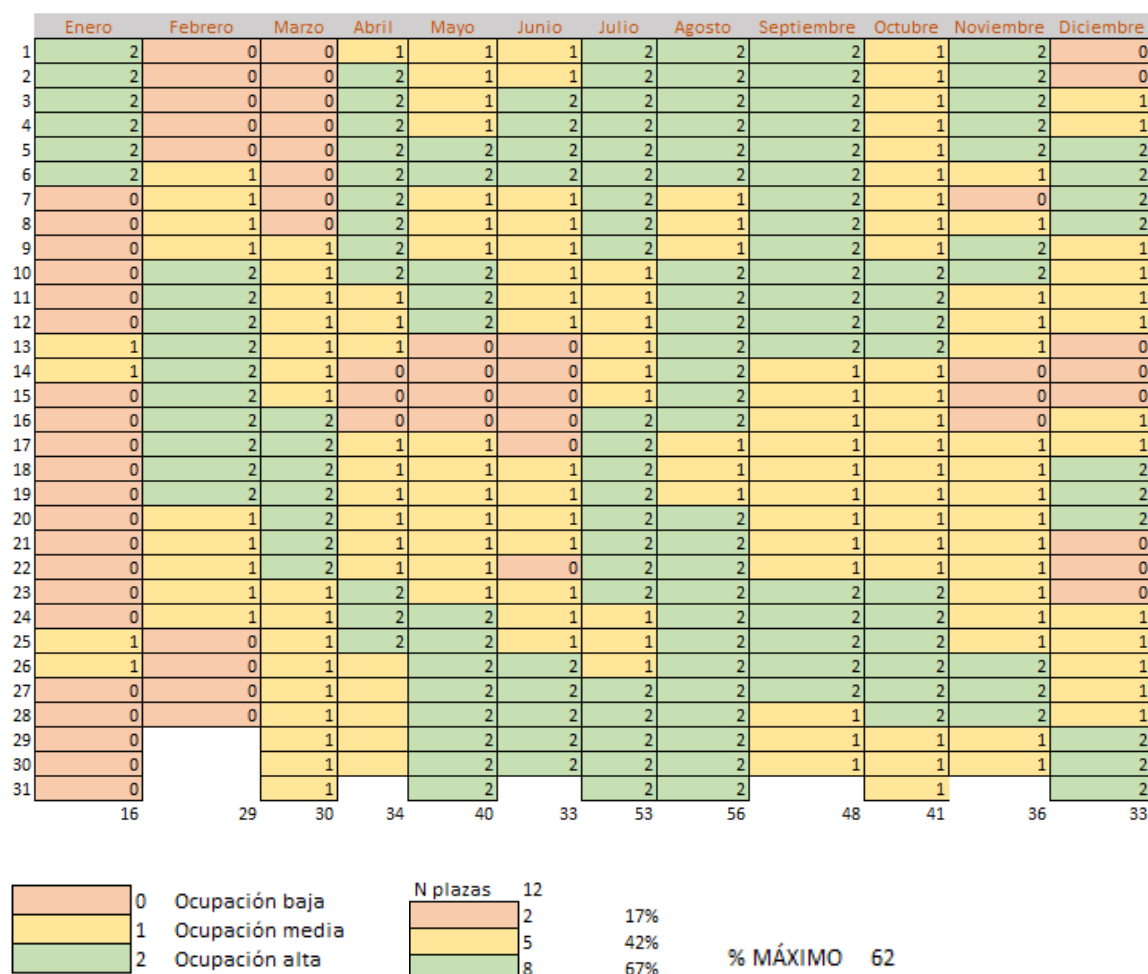 Enero Febrero Marzo Abril Mayo Junio Julio Agosto Septiembre Octubre Noviembre Diciembre
1 2 0 0 1 1 1 2 2 2 1 2 0
2 2 0 0 2 1 1 2 2 2 1 2 0
3 2 0 0 2 1 2 2 2 2 1 2 1
4 2 0 0 2 1 2 2 2 2 1 2 1
5 2 0 0 2 2 2 2 2 2 1 2 2
6 2 1 0 2 2 2 2 2 2 1 1 2
7 0 1 0 2 1 1 2 1 2 1 0 2
8 0 1 0 2 1 1 2 1 2 1 1 2
9 0 1 1 2 1 1 2 1 2 1 2 1
10 0 2 1 2 2 1 1 2 2 2 2 1
11 0 2 1 1 2 1 1 2 2 2 1 1
12 0 2 1 1 2 1 1 2 2 2 1 1
13 1 2 1 1 0 0 1 2 2 2 1 0
14 1 2 1 0 0 0 1 2 1 1 0 0
15 0 2 1 0 0 0 1 2 1 1 0 0
16 0 2 2 0 0 0 2 2 1 1 0 1
17 0 2 2 1 1 0 2 1 1 1 1 1
18 0 2 2 1 1 1 2 1 1 1 1 2
19 0 2 2 1 1 1 2 1 1 1 1 2
20 0 1 2 1 1 1 2 2 1 1 1 2
21 0 1 2 1 1 1 2 2 1 1 1 0
22 0 1 2 1 1 0 2 2 1 1 1 0
23 0 1 1 2 1 1 2 2 2 2 1 0
24 0 1 1 2 2 1 1 2 2 2 1 1
25 1 0 1 2 2 1 1 2 2 2 1 1
26 1 0 1 2 2 1 2 2 2 2 1
27 0 0 1 2 2 2 2 2 2 2 1
28 0 0 1 2 2 2 2 1 2 2 1
29 0 1 2 2 2 2 1 1 1 2
30 0 1 2 2 2 2 1 1 1 2
31 0 1 2 2 2 1 2
16 29 30 34 40 33 53 56 48 41 36 33
0 Ocupación baja
1 Ocupación media
2 Ocupación alta
N plazas 12
2 17%
5 42%
8 67%
% MÁXIMO 62